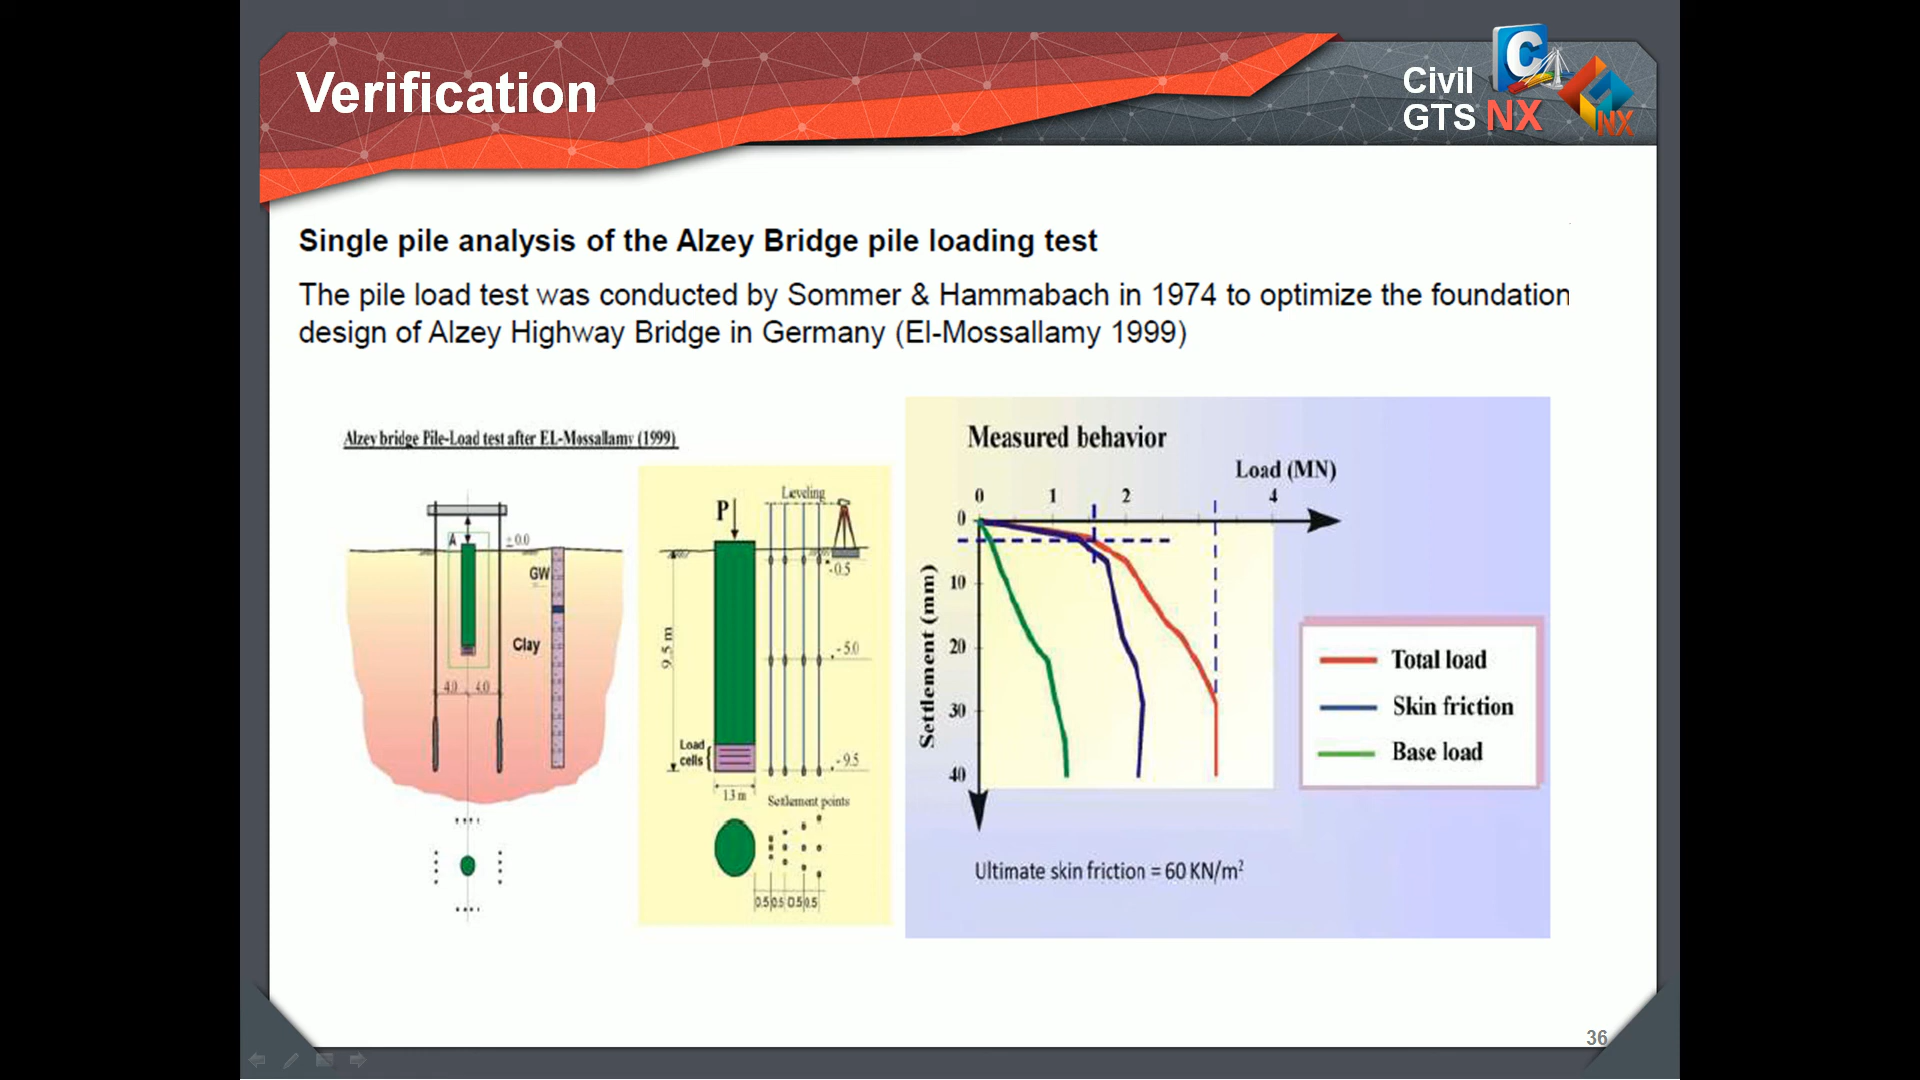 Verification
Civil
GTS NX
C
NX
Single pile analysis of the Alzey Bridge pile loading test
The pile load test was conducted by Sommer & Hammabach in 1974 to optimize the foundation
design of Alzey Highway Bridge in Germany (El-Mossallamy 1999)
Alzey bridge Pile-Load test after EL-Mossallamy (1999)
A
± 0.0
GW
Clay
4.0 4.0
P
Leveling
-0.5
9.5 m
-5.0
Load
cells
-9.5
1.3 m
Settlement points
0.5 0.5 0.5 0.5
Measured behavior
Load (MN)
0 1 2 4
0
10
20
30
40
Settlement (mm)
Total load
Skin friction
Base load
Ultimate skin friction = 60 KN/m²
36